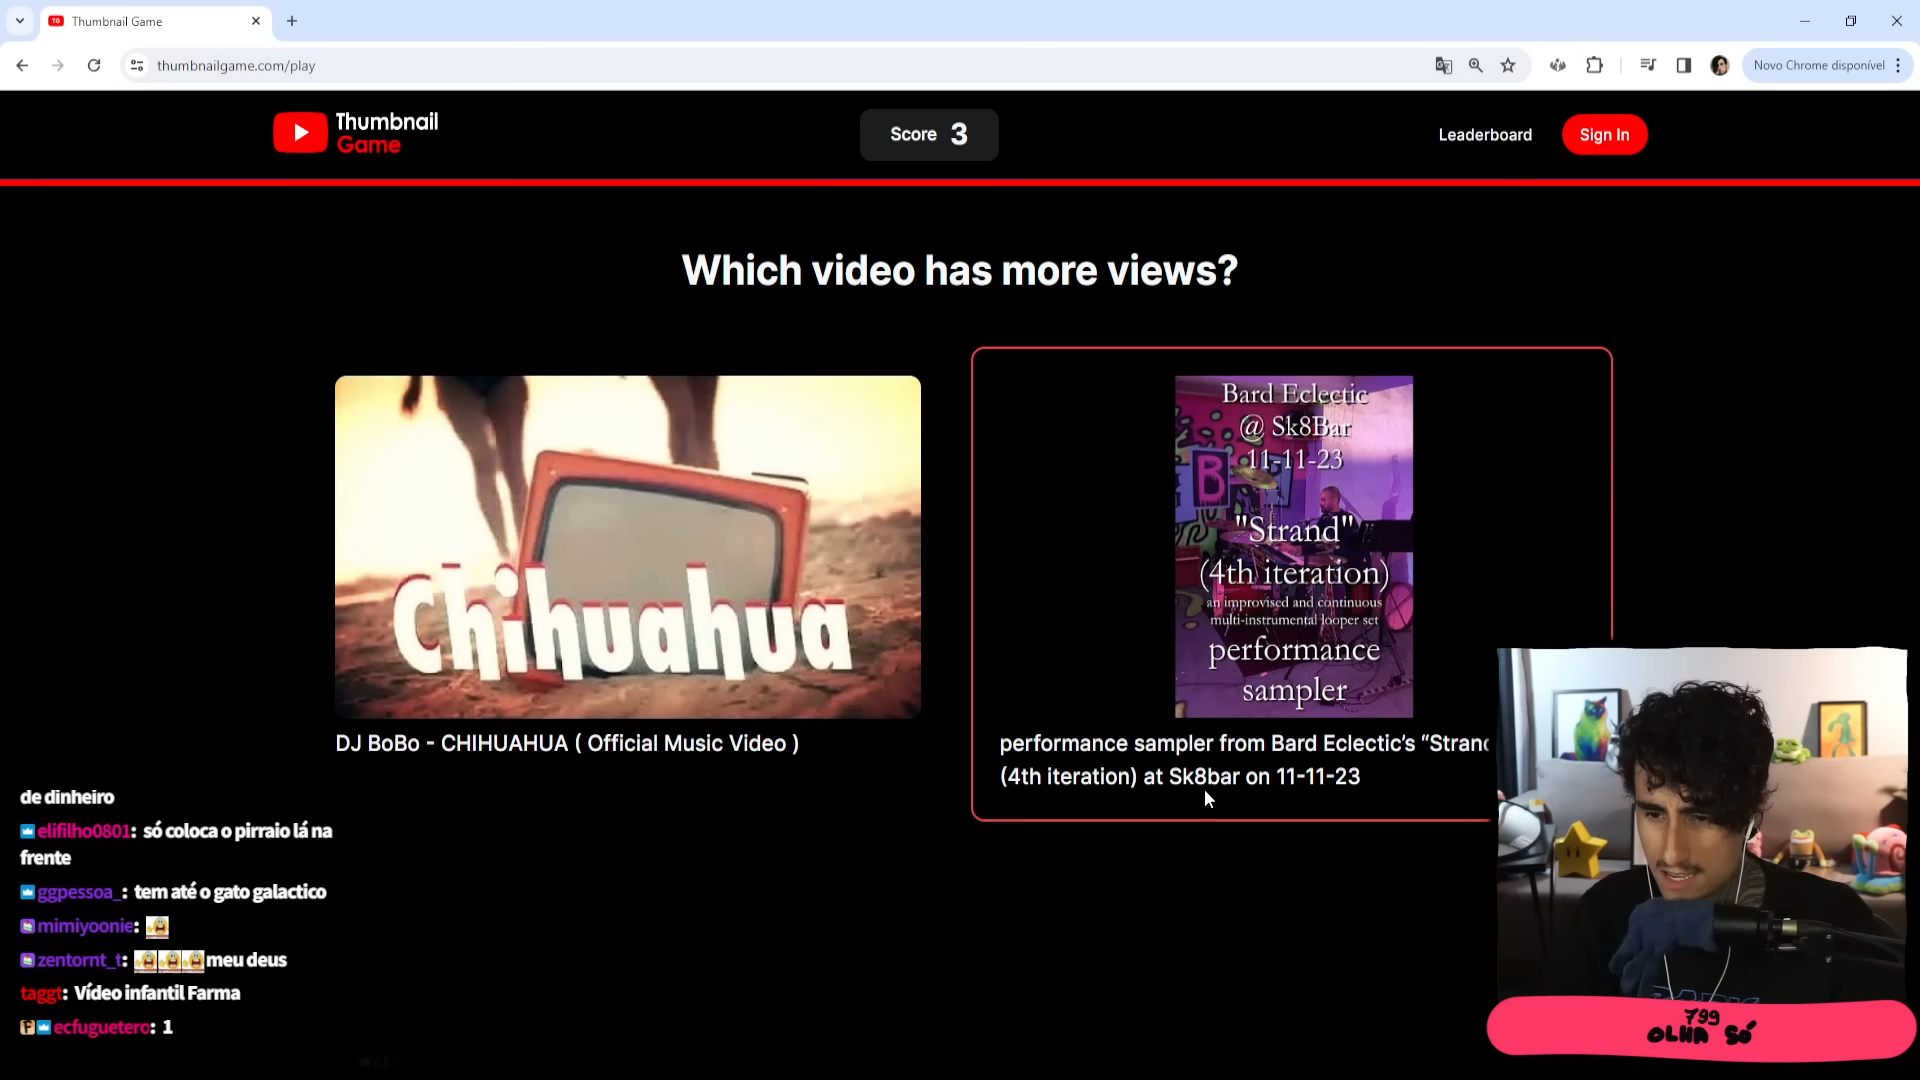 Thumbnail Game
thumbnailgame.com/play
Novo Chrome disponível
Thumbnail
Game
Score 3
Leaderboard
Sign In
Which video has more views?
Chihuahua
DJ BoBo - CHIHUAHUA ( Official Music Video )
Bard Eclectic
@ Sk8Bar
11-11-23
B
"Strand"
(4th iteration)
an improvised and continuous
multi-instrumental looper set
performance
sampler
performance sampler from Bard Eclectic's “Stran
(4th iteration) at Sk8bar on 11-11-23
de dinheiro
elifilho0801: só coloca o pirraio lá na
frente
ggpessoa_: tem até o gato galactico
mimiyoonie:
zentornt_t: meu deus
taggt: Vídeo infantil Farma
ecfuguetero: 1
799
OLHA SÓ